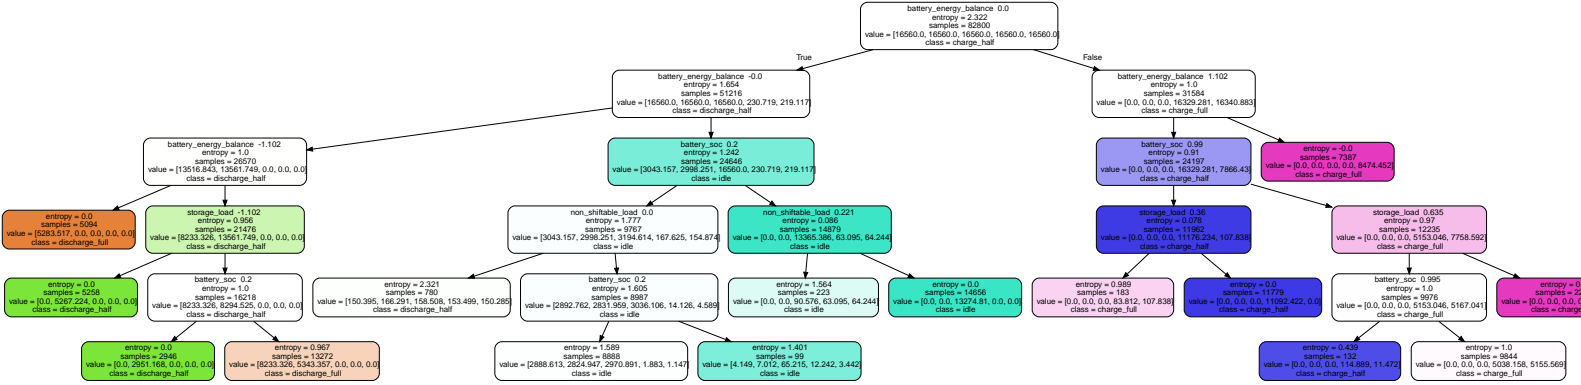 battery_energy_balance 0.0
entropy = 2.322
samples = 82800
value = [16560.0, 16560.0, 16560.0, 16560.0, 16560.0]
class = charge_half
True
False
battery_energy_balance -0.0
entropy = 1.654
samples = 51216
value = [16560.0, 16560.0, 16560.0, 230.719, 219.117]
class = discharge_half
battery_energy_balance 1.102
entropy = 1.0
samples = 31584
value = [0.0, 0.0, 0.0, 16329.281, 16340.883]
class = charge_full
battery_energy_balance -1.102
entropy = 1.0
samples = 26570
value = [13516.843, 13561.749, 0.0, 0.0, 0.0]
class = discharge_half
battery_soc 0.2
entropy = 1.242
samples = 24646
value = [3043.157, 2998.251, 16560.0, 230.719, 219.117]
class = idle
battery_soc 0.99
entropy = 0.91
samples = 24197
value = [0.0, 0.0, 0.0, 16329.281, 7866.43]
class = charge_half
entropy = -0.0
samples = 7387
value = [0.0, 0.0, 0.0, 0.0, 8474.452]
class = charge_full
entropy = 0.0
samples = 5094
value = [5283.517, 0.0, 0.0, 0.0, 0.0]
class = discharge_full
storage_load -1.102
entropy = 0.956
samples = 21476
value = [8233.326, 13561.749, 0.0, 0.0, 0.0]
class = discharge_half
non_shiftable_load 0.0
entropy = 1.777
samples = 9767
value = [3043.157, 2998.251, 3194.614, 167.625, 154.874]
class = idle
non_shiftable_load 0.221
entropy = 0.086
samples = 14879
value = [0.0, 0.0, 13365.386, 63.095, 64.244]
class = idle
storage_load 0.36
entropy = 0.078
samples = 11962
value = [0.0, 0.0, 0.0, 11176.234, 107.838]
class = charge_half
storage_load 0.635
entropy = 0.97
samples = 12235
value = [0.0, 0.0, 0.0, 5153.046, 7758.592]
class = charge_full
entropy = 0.0
samples = 5258
value = [0.0, 5267.224, 0.0, 0.0, 0.0]
class = discharge_half
battery_soc 0.2
entropy = 1.0
samples = 16218
value = [8233.326, 8294.525, 0.0, 0.0, 0.0]
class = discharge_half
entropy = 2.321
samples = 780
value = [150.395, 166.291, 158.508, 153.499, 150.285]
class = discharge_half
battery_soc 0.2
entropy = 1.605
samples = 8987
value = [2892.762, 2831.959, 3036.106, 14.126, 4.589]
class = idle
entropy = 1.564
samples = 223
value = [0.0, 0.0, 90.576, 63.095, 64.244]
class = idle
entropy = 0.0
samples = 14656
value = [0.0, 0.0, 13274.81, 0.0, 0.0]
class = idle
entropy = 0.989
samples = 183
value = [0.0, 0.0, 0.0, 83.812, 107.838]
class = charge_full
entropy = 0.0
samples = 11779
value = [0.0, 0.0, 0.0, 11092.422, 0.0]
class = charge_half
battery_soc 0.995
entropy = 1.0
samples = 9976
value = [0.0, 0.0, 0.0, 5153.046, 5167.041]
class = charge_full
entropy = 0
samples = 22
value = [0.0, 0.0, 0.0, 0
class = charge
entropy = 0.0
samples = 2946
value = [0.0, 2951.168, 0.0, 0.0, 0.0]
class = discharge_half
entropy = 0.967
samples = 13272
value = [8233.326, 5343.357, 0.0, 0.0, 0.0]
class = discharge_full
entropy = 1.589
samples = 8888
value = [2888.613, 2824.947, 2970.891, 1.883, 1.147]
class = idle
entropy = 1.401
samples = 99
value = [4.149, 7.012, 65.215, 12.242, 3.442]
class = idle
entropy = 0.439
samples = 132
value = [0.0, 0.0, 0.0, 114.889, 11.472]
class = charge_half
entropy = 1.0
samples = 9844
value = [0.0, 0.0, 0.0, 5038.158, 5155.569]
class = charge_full